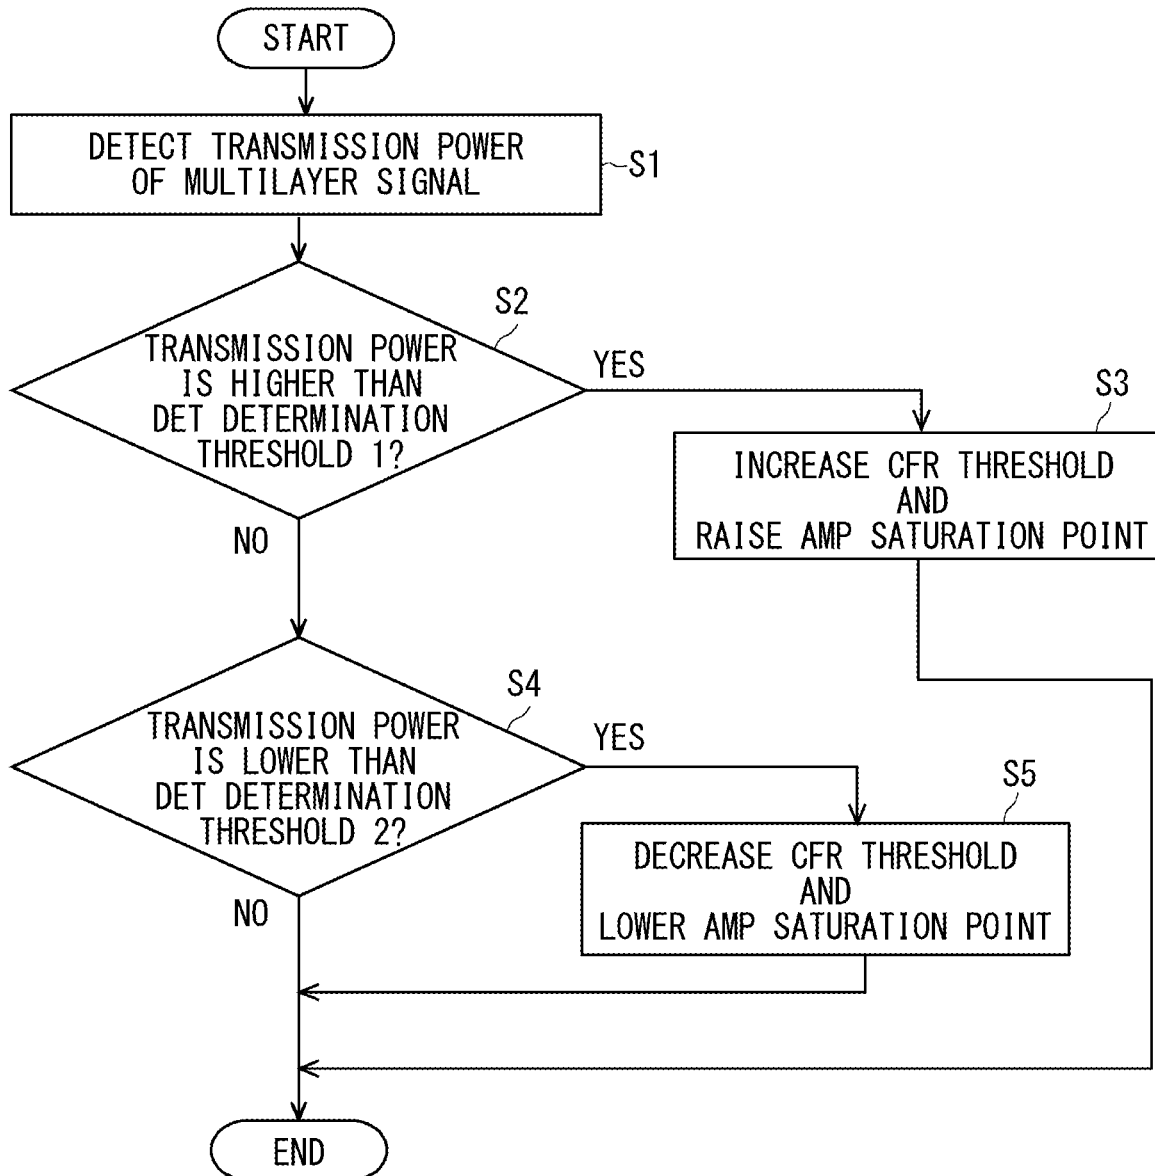 START
DETECT TRANSMISSION POWER
OF MULTILAYER SIGNAL
S1
S2
TRANSMISSION POWER
IS HIGHER THAN
DET DETERMINATION
THRESHOLD 1?
YES
NO
S3
INCREASE CFR THRESHOLD
AND
RAISE AMP SATURATION POINT
S4
TRANSMISSION POWER
IS LOWER THAN
DET DETERMINATION
THRESHOLD 2?
YES
NO
S5
DECREASE CFR THRESHOLD
AND
LOWER AMP SATURATION POINT
END